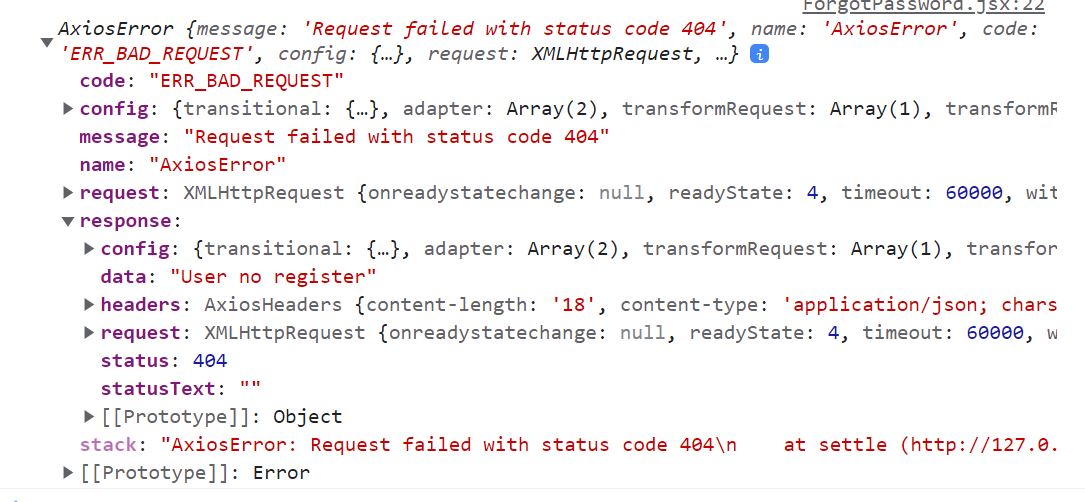 ForgotPassword.jsx:22
AxiosError {message: 'Request failed with status code 404', name: 'AxiosError', code:
'ERR_BAD_REQUEST', config: {…}, request: XMLHttpRequest, …}
code: "ERR_BAD_REQUEST"
config: {transitional: {…}, adapter: Array(2), transformRequest: Array(1), transformR
message: "Request failed with status code 404"
name: "AxiosError"
request: XMLHttpRequest {onreadystatechange: null, readyState: 4, timeout: 60000, wit
response:
config: {transitional: {…}, adapter: Array(2), transformRequest: Array(1), transfor
data: "User no register"
headers: AxiosHeaders {content-length: '18', content-type: 'application/json; chars
request: XMLHttpRequest {onreadystatechange: null, readyState: 4, timeout: 60000, w
status: 404
statusText: ""
[[Prototype]]: Object
stack: "AxiosError: Request failed with status code 404\n    at settle (http://127.0.
[[Prototype]]: Error